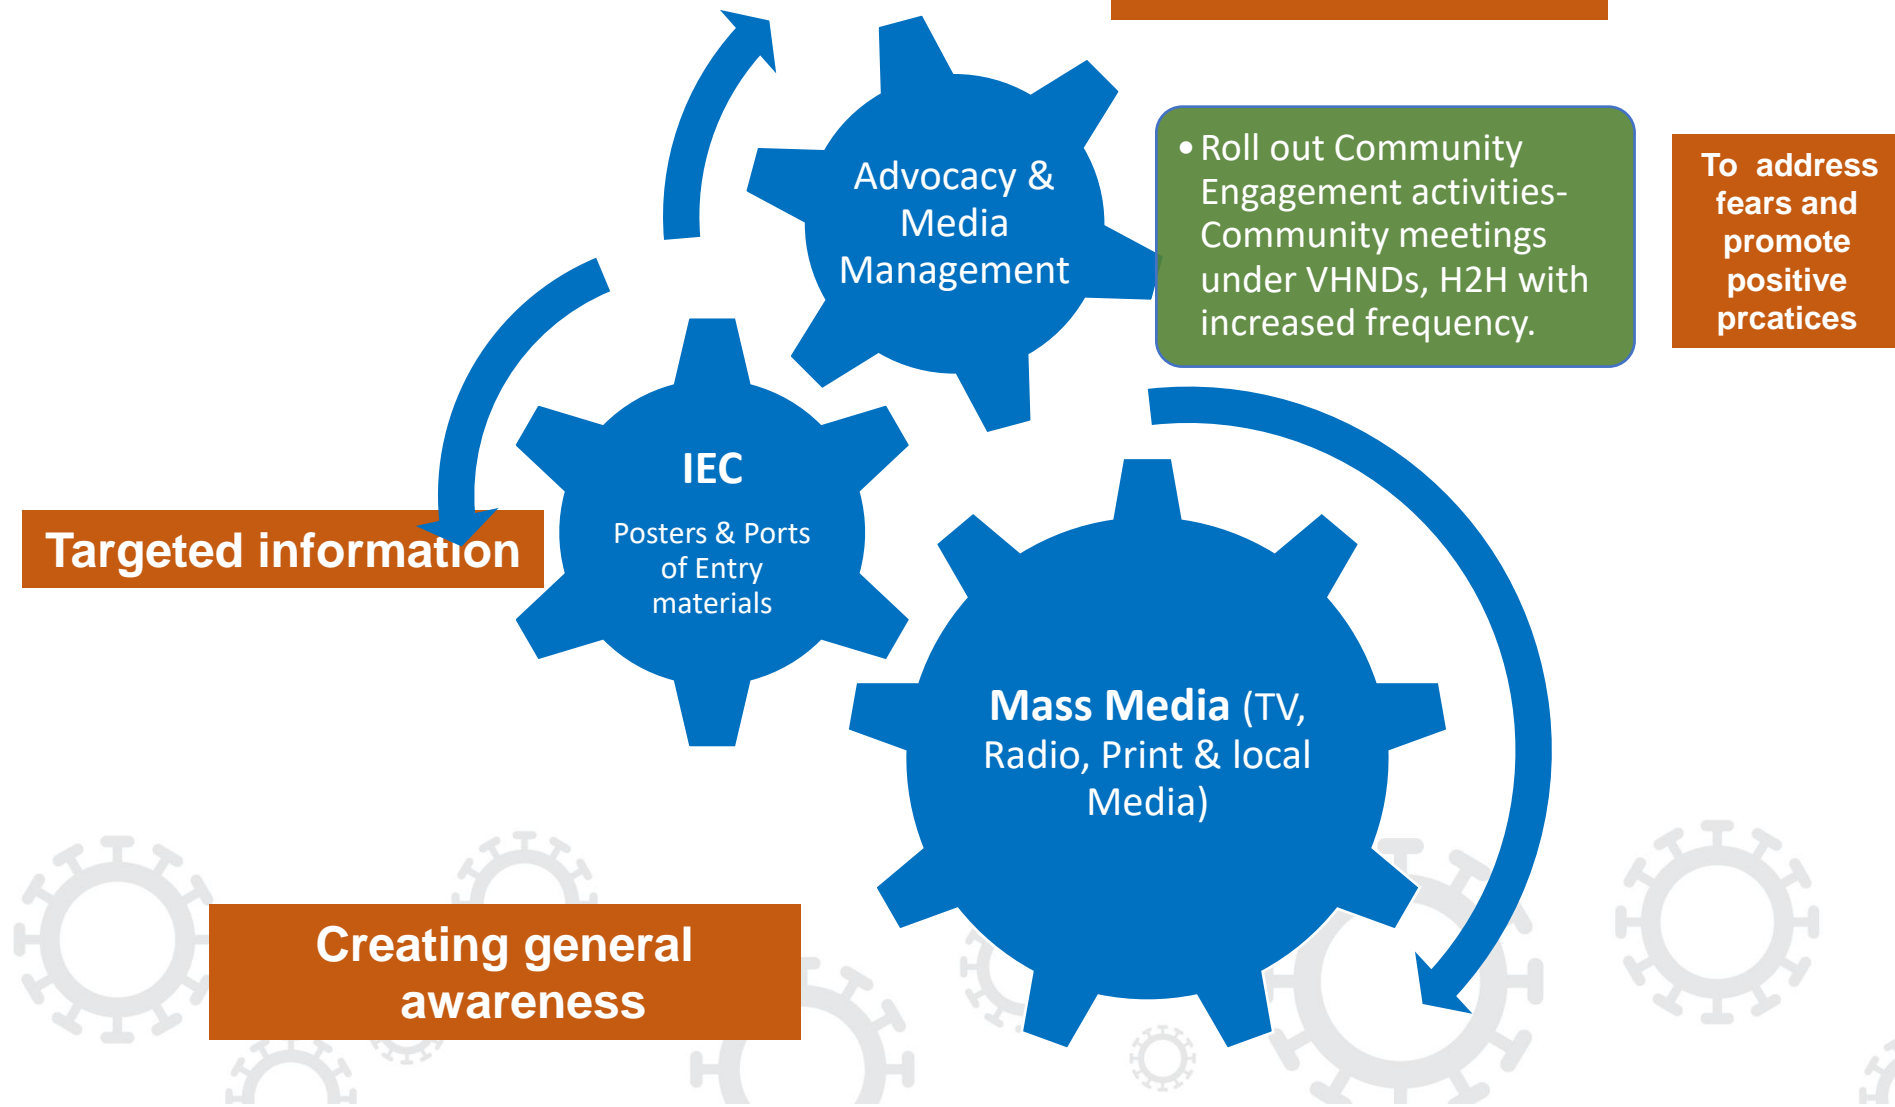 Advocacy &
Media
Management
• Roll out Community
Engagement activities-
Community meetings
under VHNDs, H2H with
increased frequency.
To address
fears and
promote
positive
prcatices
IEC
Posters & Ports
of Entry
materials
Targeted information
Mass Media (TV,
Radio, Print & local
Media)
Creating general
awareness